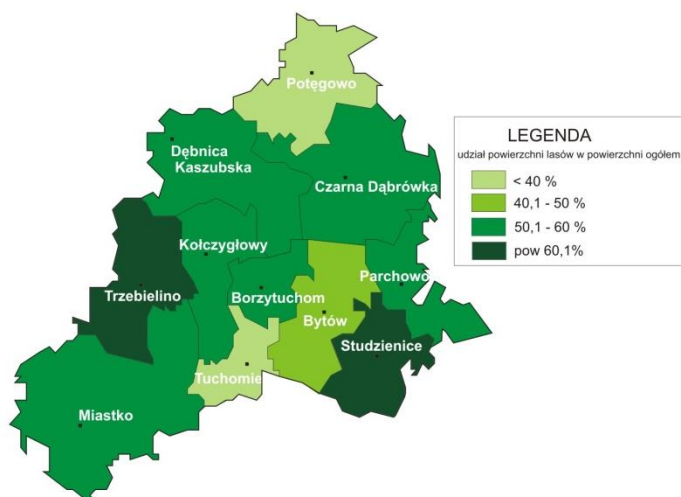 Potęgowo
Dębnica
Kaszubska
Czarna Dąbrówka
Kołczygłowy
Parchowo
Trzebielino
Borzytuchom
Bytów
Studzienice
Tuchomie
Miastko
LEGENDA
udział powierzchni lasów w powierzchni ogółem
< 40 %
40,1 - 50 %
50,1 - 60 %
pow 60,1%